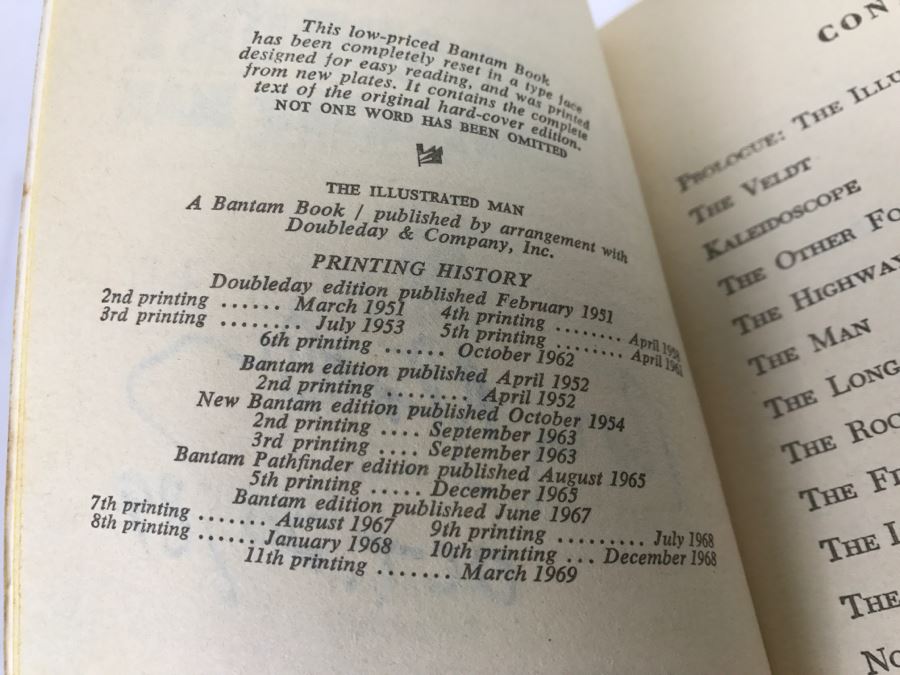 This low-priced Bantam Book
has been completely reset in a type face
designed for easy reading, and was printed
from new plates. It contains the complete
text of the original hard-cover edition.
NOT ONE WORD HAS BEEN OMITTED
THE ILLUSTRATED MAN
A Bantam Book / published by arrangement with
Doubleday & Company, Inc.
PRINTING HISTORY
Doubleday edition published February 1951
2nd printing ...... March 1951 4th printing ....... April
3rd printing ........ July 1953 5th printing ........ April 1961
6th printing ...... October 1962
Bantam edition published April 1952
2nd printing ......... April 1952
New Bantam edition published October 1954
2nd printing .... September 1963
3rd printing .... September 1963
Bantam Pathfinder edition published August 1965
5th printing ..... December 1965
Bantam edition published June 1967
7th printing ....... August 1967 9th printing ......... July 1968
8th printing ...... January 1968 10th printing ... December 1968
11th printing ....... March 1969
CON
PROLOGUE: THE ILLU
THE VELDT
KALEIDOSCOPE
THE OTHER FO
THE HIGHWAY
THE MAN
THE LONG
THE ROC
THE FI
THE
THE
NO